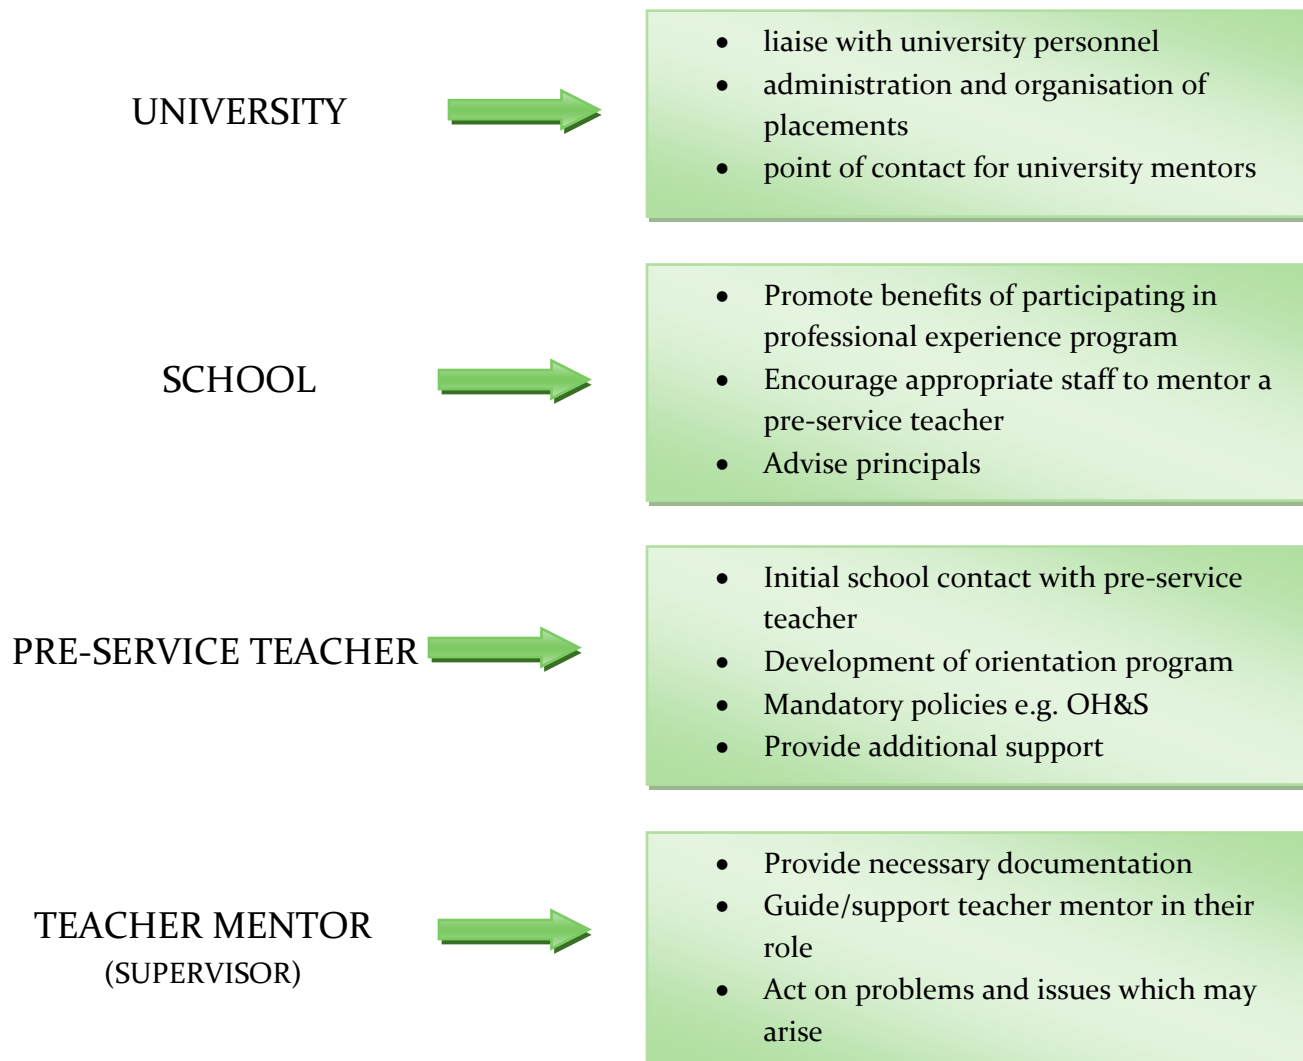 UNIVERSITY
• liaise with university personnel
• administration and organisation of
placements
• point of contact for university mentors
SCHOOL
• Promote benefits of participating in
professional experience program
• Encourage appropriate staff to mentor a
pre-service teacher
• Advise principals
PRE-SERVICE TEACHER
• Initial school contact with pre-service
teacher
• Development of orientation program
• Mandatory policies e.g. OH&S
• Provide additional support
TEACHER MENTOR
(SUPERVISOR)
• Provide necessary documentation
• Guide/support teacher mentor in their
role
• Act on problems and issues which may
arise